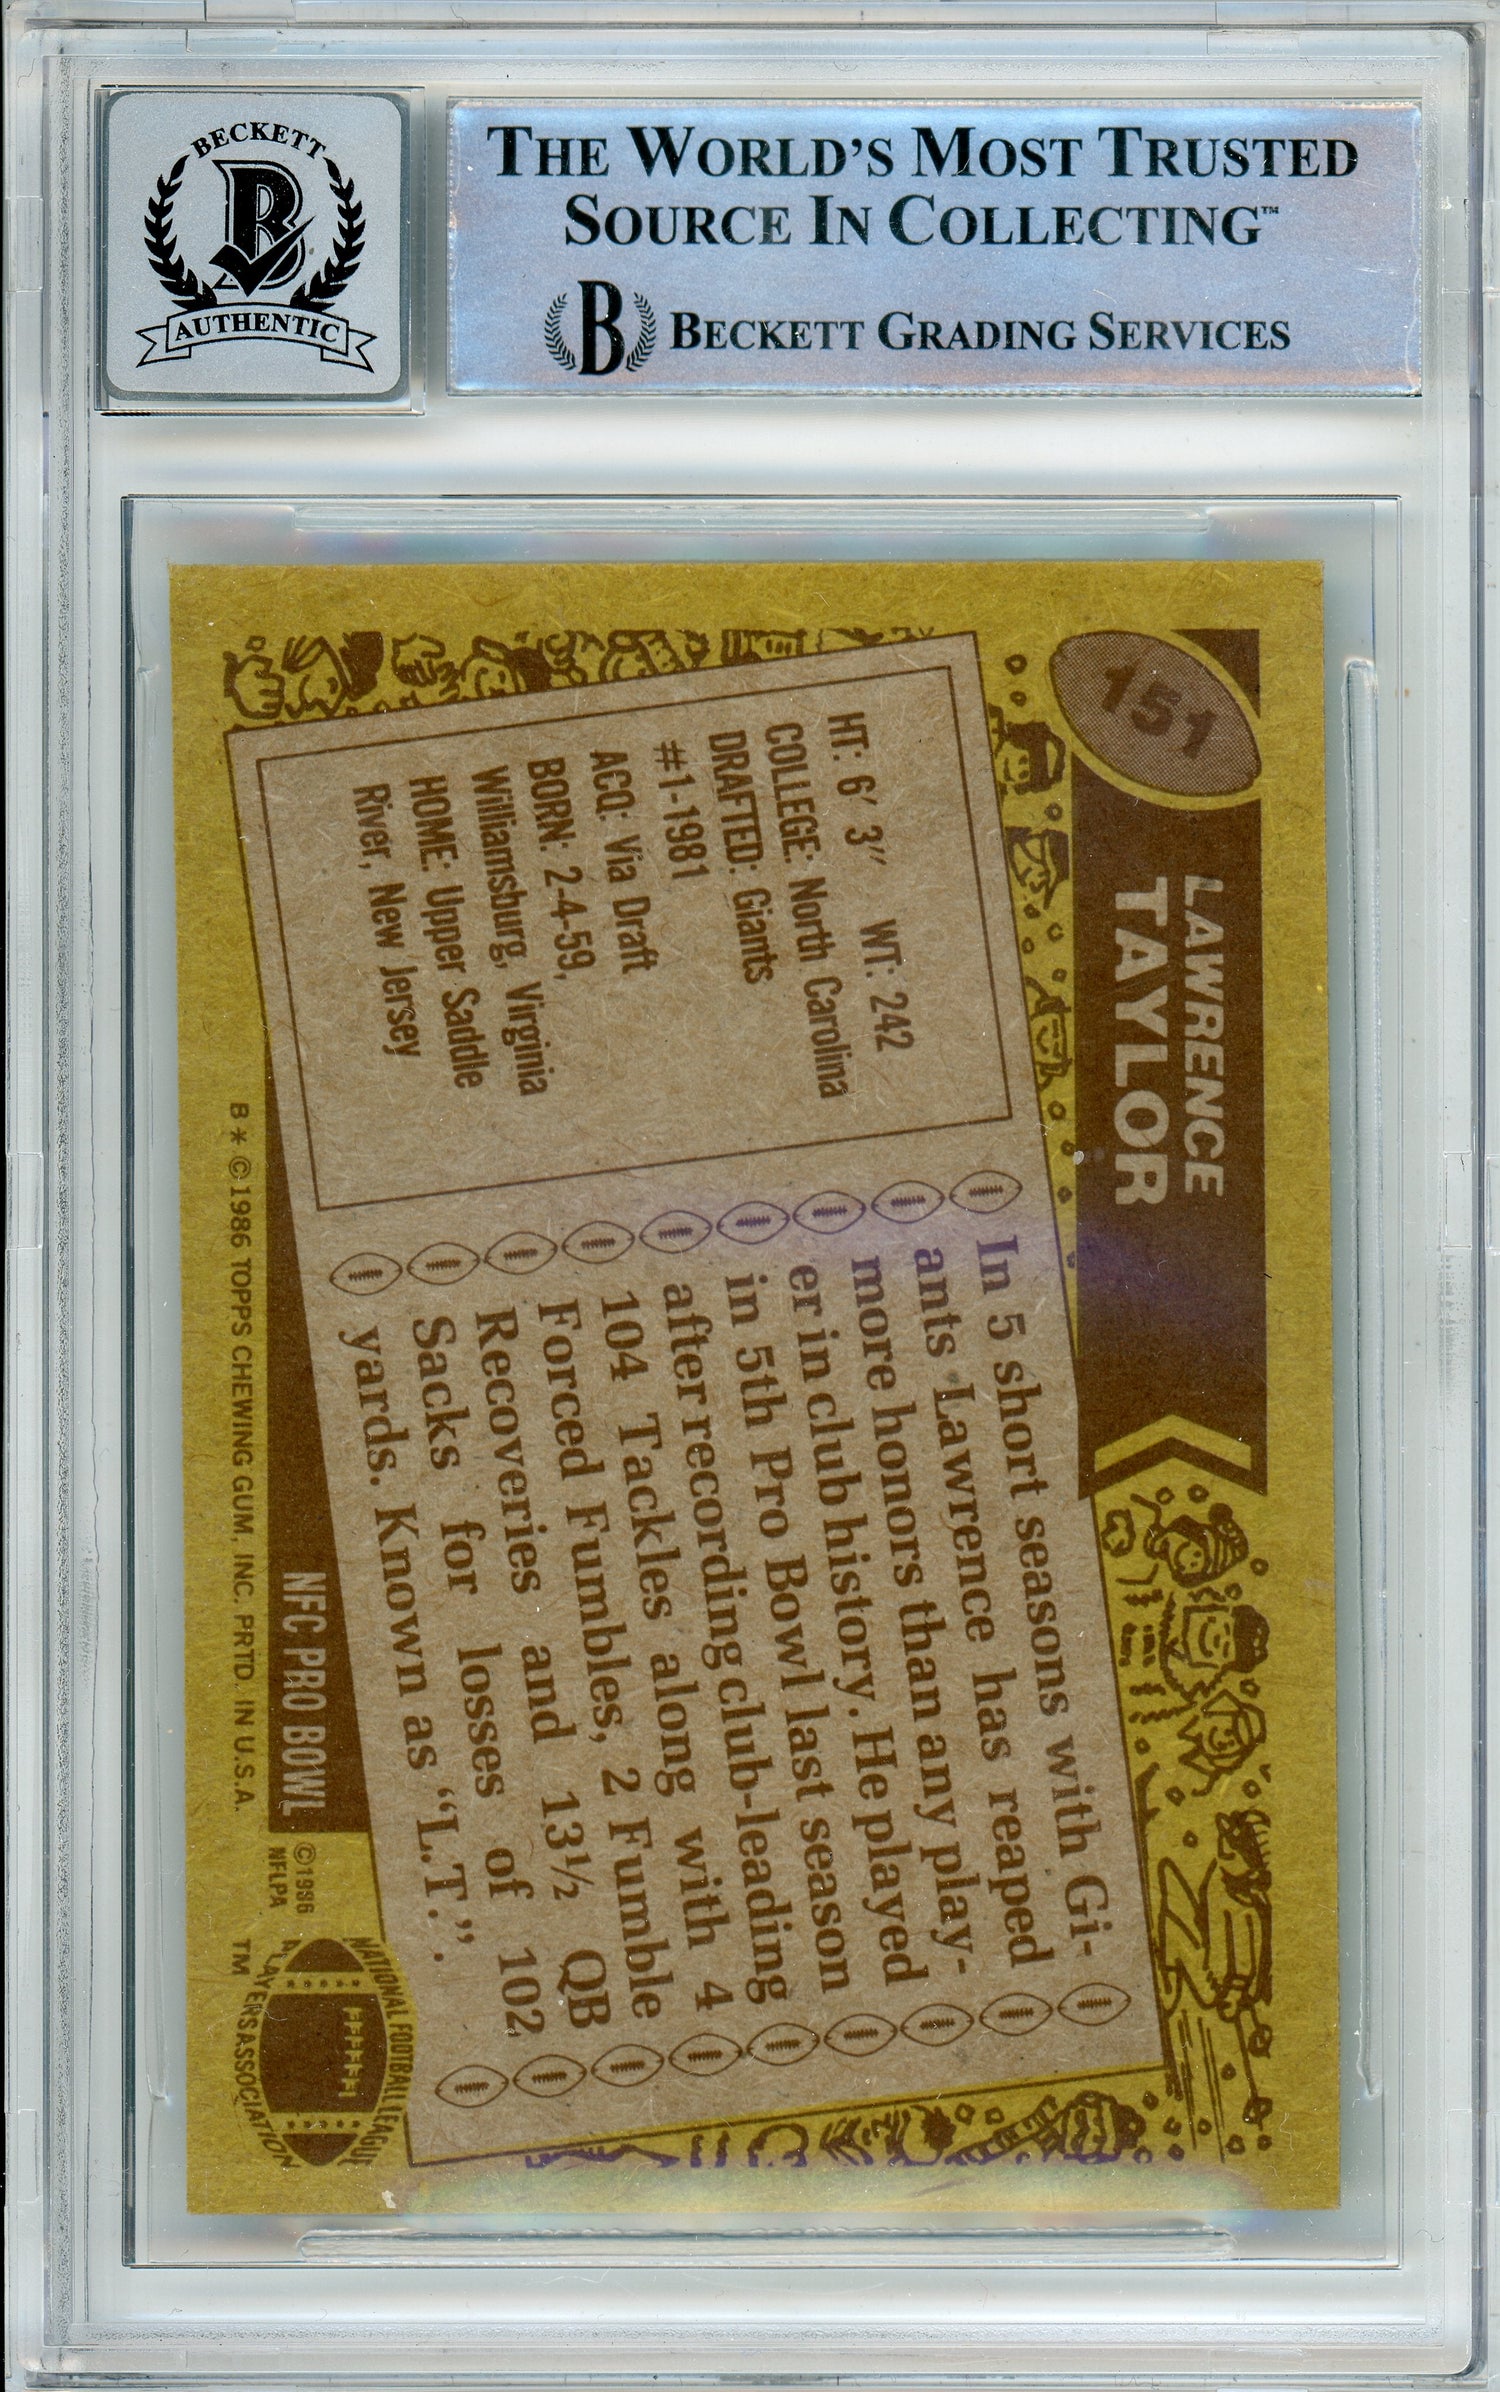 BECKETT
AUTHENTIC
THE WORLD'S MOST TRUSTED
SOURCE IN COLLECTING™
B BECKETT GRADING SERVICES
151
LAWRENCE
TAYLOR
HT: 6' 3" WT: 242
COLLEGE: North Carolina
DRAFTED: Giants
#1-1981
ACQ: Via Draft
BORN: 2-4-59,
Williamsburg, Virginia
HOME: Upper Saddle
River, New Jersey
In 5 short seasons with Gi-
ants Lawrence has reaped
more honors than any play-
er in club history. He played
in 5th Pro Bowl last season
after recording club-leading
104 Tackles along with 4
Forced Fumbles, 2 Fumble
Recoveries and 13½ QB
Sacks for losses of 102
yards. Known as "L.T.".
NFC PRO BOWL
B * ©1986 TOPPS CHEWING GUM, INC. PRTD. IN U.S.A.
©1986
NFLPA
NATIONAL FOOTBALL LEAGUE
PLAYERS ASSOCIATION
TM